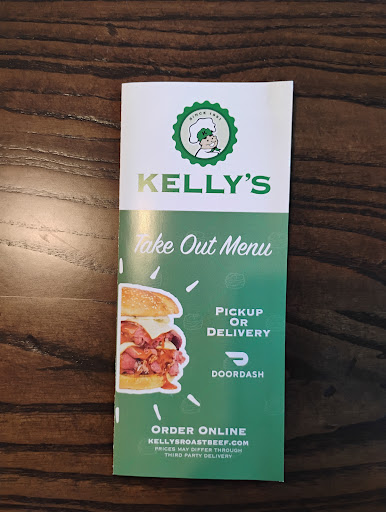 SINCE 1951
KELLY'S
Take Out Menu
PICKUP
OR
DELIVERY
DOORDASH
ORDER ONLINE
KELLYSROASTBEEF.COM
PRICES MAY DIFFER THROUGH
THIRD PARTY DELIVERY